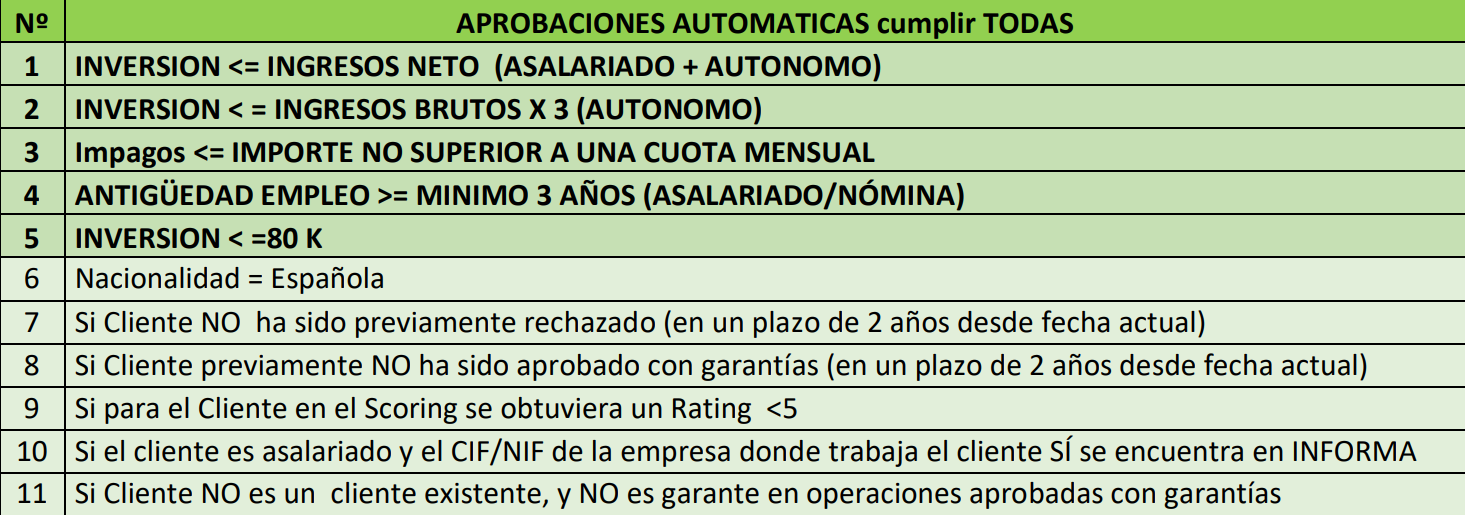 Nº APROBACIONES AUTOMATICAS cumplir TODAS
1 INVERSION <= INGRESOS NETO (ASALARIADO + AUTONOMO)
2 INVERSION < = INGRESOS BRUTOS X 3 (AUTONOMO)
3 Impagos <= IMPORTE NO SUPERIOR A UNA CUOTA MENSUAL
4 ANTIGÜEDAD EMPLEO >= MINIMO 3 AÑOS (ASALARIADO/NÓMINA)
5 INVERSION < =80 K
6 Nacionalidad = Española
7 Si Cliente NO ha sido previamente rechazado (en un plazo de 2 años desde fecha actual)
8 Si Cliente previamente NO ha sido aprobado con garantías (en un plazo de 2 años desde fecha actual)
9 Si para el Cliente en el Scoring se obtuviera un Rating <5
10 Si el cliente es asalariado y el CIF/NIF de la empresa donde trabaja el cliente SÍ se encuentra en INFORMA
11 Si Cliente NO es un cliente existente, y NO es garante en operaciones aprobadas con garantías